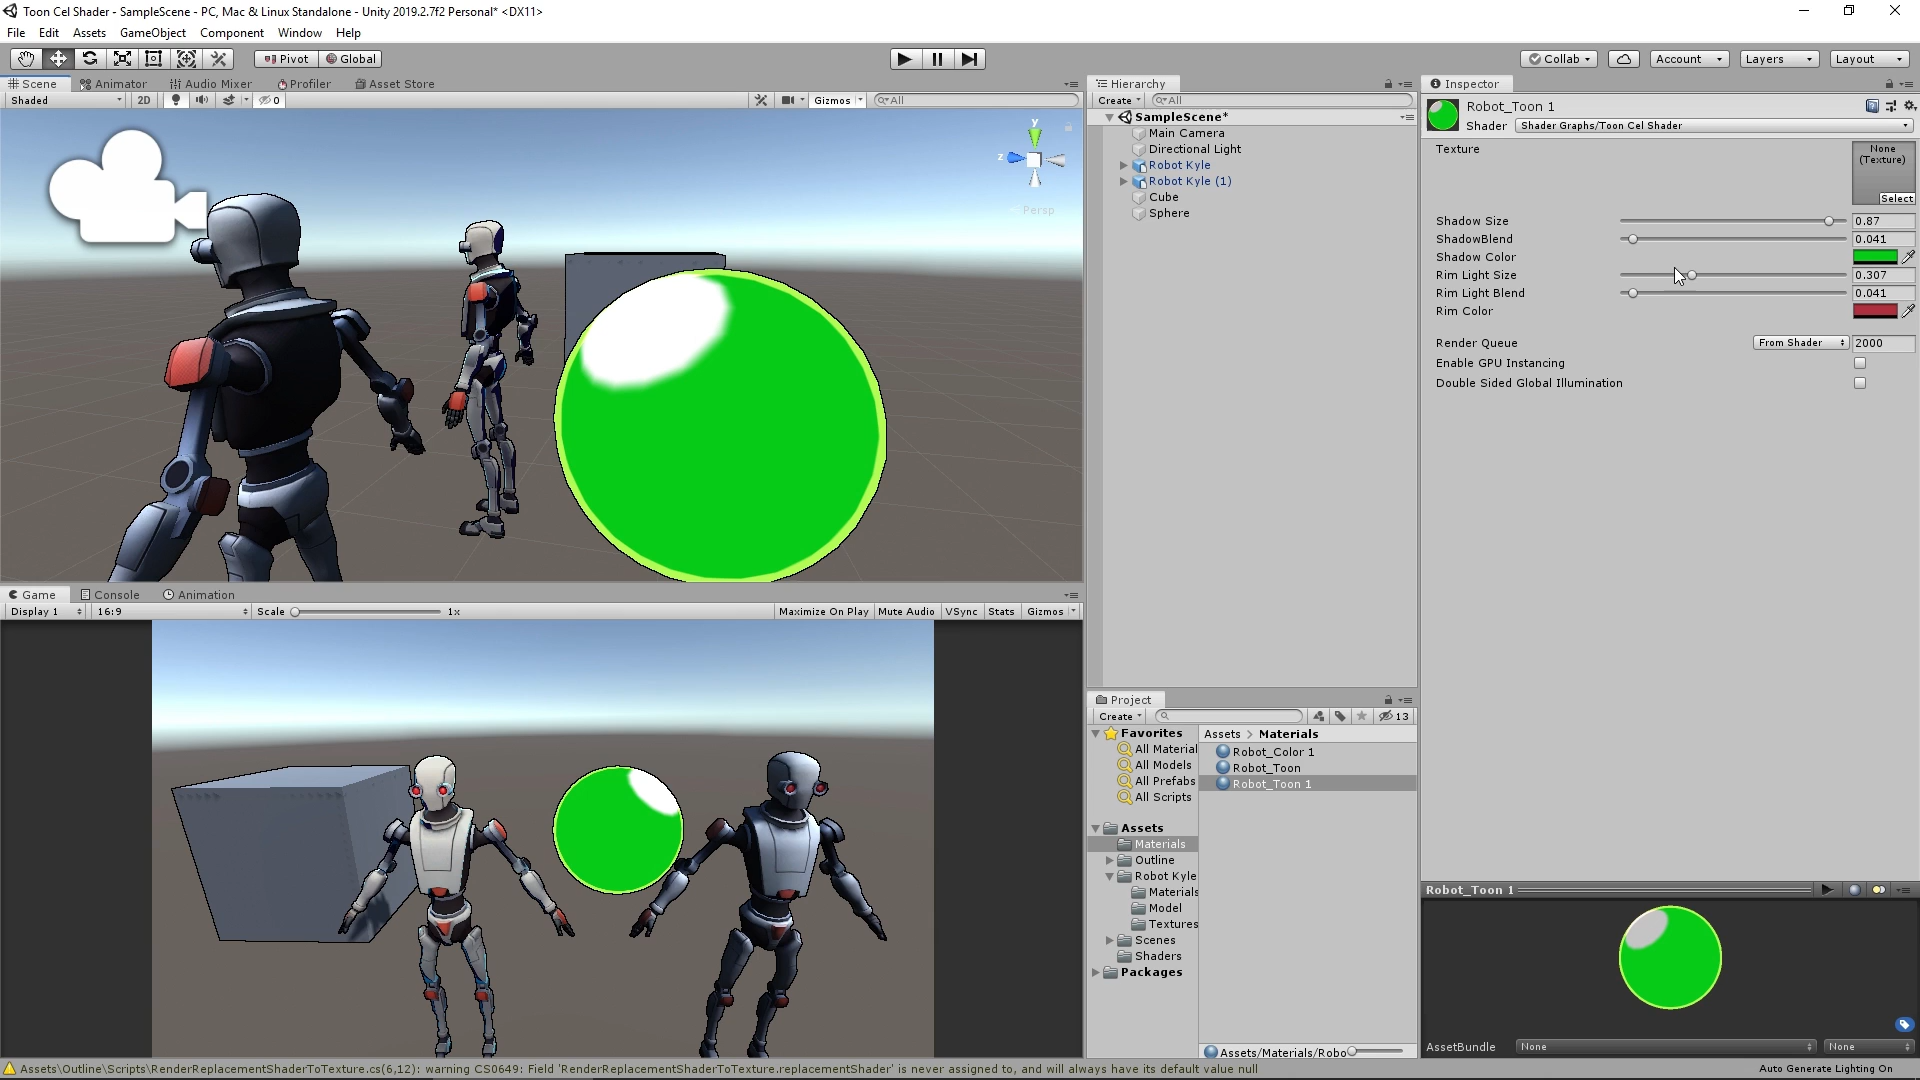 Toon Cel Shader - SampleScene - PC, Mac & Linux Standalone - Unity 2019.2.7f2 Personal* <DX11>
File Edit Assets GameObject Component Window Help
Pivot Global
Collab Account Layers Layout
Scene Animator Audio Mixer Profiler Asset Store
Shaded 2D 0 Gizmos All
y
z
Persp
Game Console Animation
Display 1 16:9 Scale 1x Maximize On Play Mute Audio VSync Stats Gizmos
Hierarchy
Create All
SampleScene*
Main Camera
Directional Light
Robot Kyle
Robot Kyle (1)
Cube
Sphere
Project
Create 13
Favorites
All Material
All Models
All Prefabs
All Scripts
Assets
Materials
Outline
Robot Kyle
Materials
Model
Textures
Scenes
Shaders
Packages
Assets > Materials
Robot_Color 1
Robot_Toon
Robot_Toon 1
Assets/Materials/Robo
Inspector
Robot_Toon 1
Shader Shader Graphs/Toon Cel Shader
Texture
None
(Texture)
Select
Shadow Size 0.87
ShadowBlend 0.041
Shadow Color
Rim Light Size 0.307
Rim Light Blend 0.041
Rim Color
Render Queue From Shader 2000
Enable GPU Instancing
Double Sided Global Illumination
Robot_Toon 1
AssetBundle None None
Assets\Outline\Scripts\RenderReplacementShaderToTexture.cs(6,12): warning CS0649: Field 'RenderReplacementShaderToTexture.replacementShader' is never assigned to, and will always have its default value null
Auto Generate Lighting On